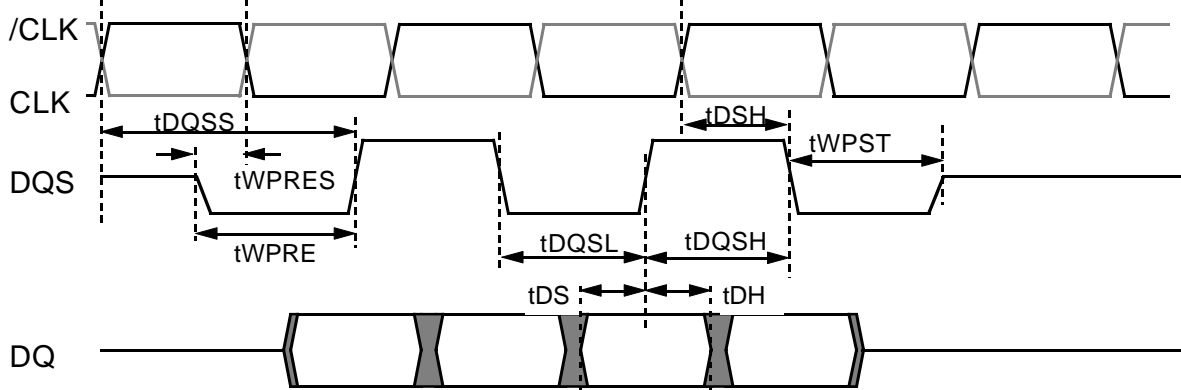 /CLK
CLK
tDQSS
tDSH
tWPST
tWPRES
DQS
tDQSL
tDQSH
tWPRE
tDS
tDH
DQ